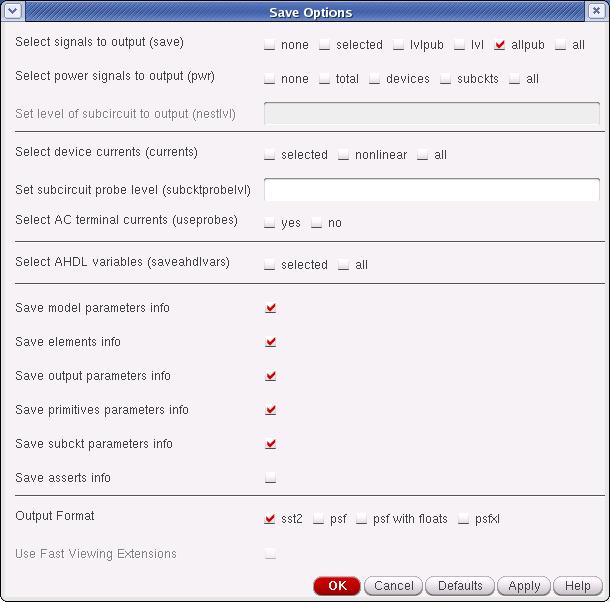 Save Options
Select signals to output (save) none selected lvlpub lvl allpub all
Select power signals to output (pwr) none total devices subckts all
Set level of subcircuit to output (nestlvl)
Select device currents (currents) selected nonlinear all
Set subcircuit probe level (subcktprobelvl)
Select AC terminal currents (useprobes) yes no
Select AHDL variables (saveahdlvars) selected all
Save model parameters info
Save elements info
Save output parameters info
Save primitives parameters info
Save subckt parameters info
Save asserts info
Output Format sst2 psf psf with floats psfxl
Use Fast Viewing Extensions
OK Cancel Defaults Apply Help